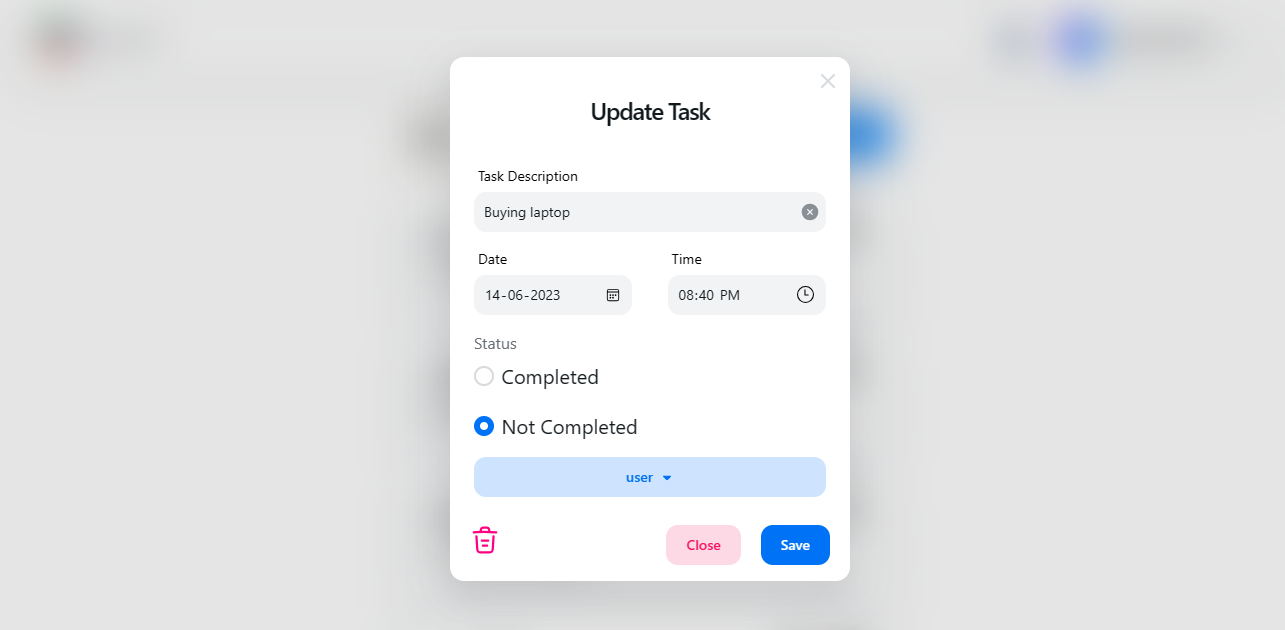 Update Task
Task Description
Buying laptop
Date Time
14-06-2023 08:40 PM
Status
Completed
Not Completed
user
Close Save